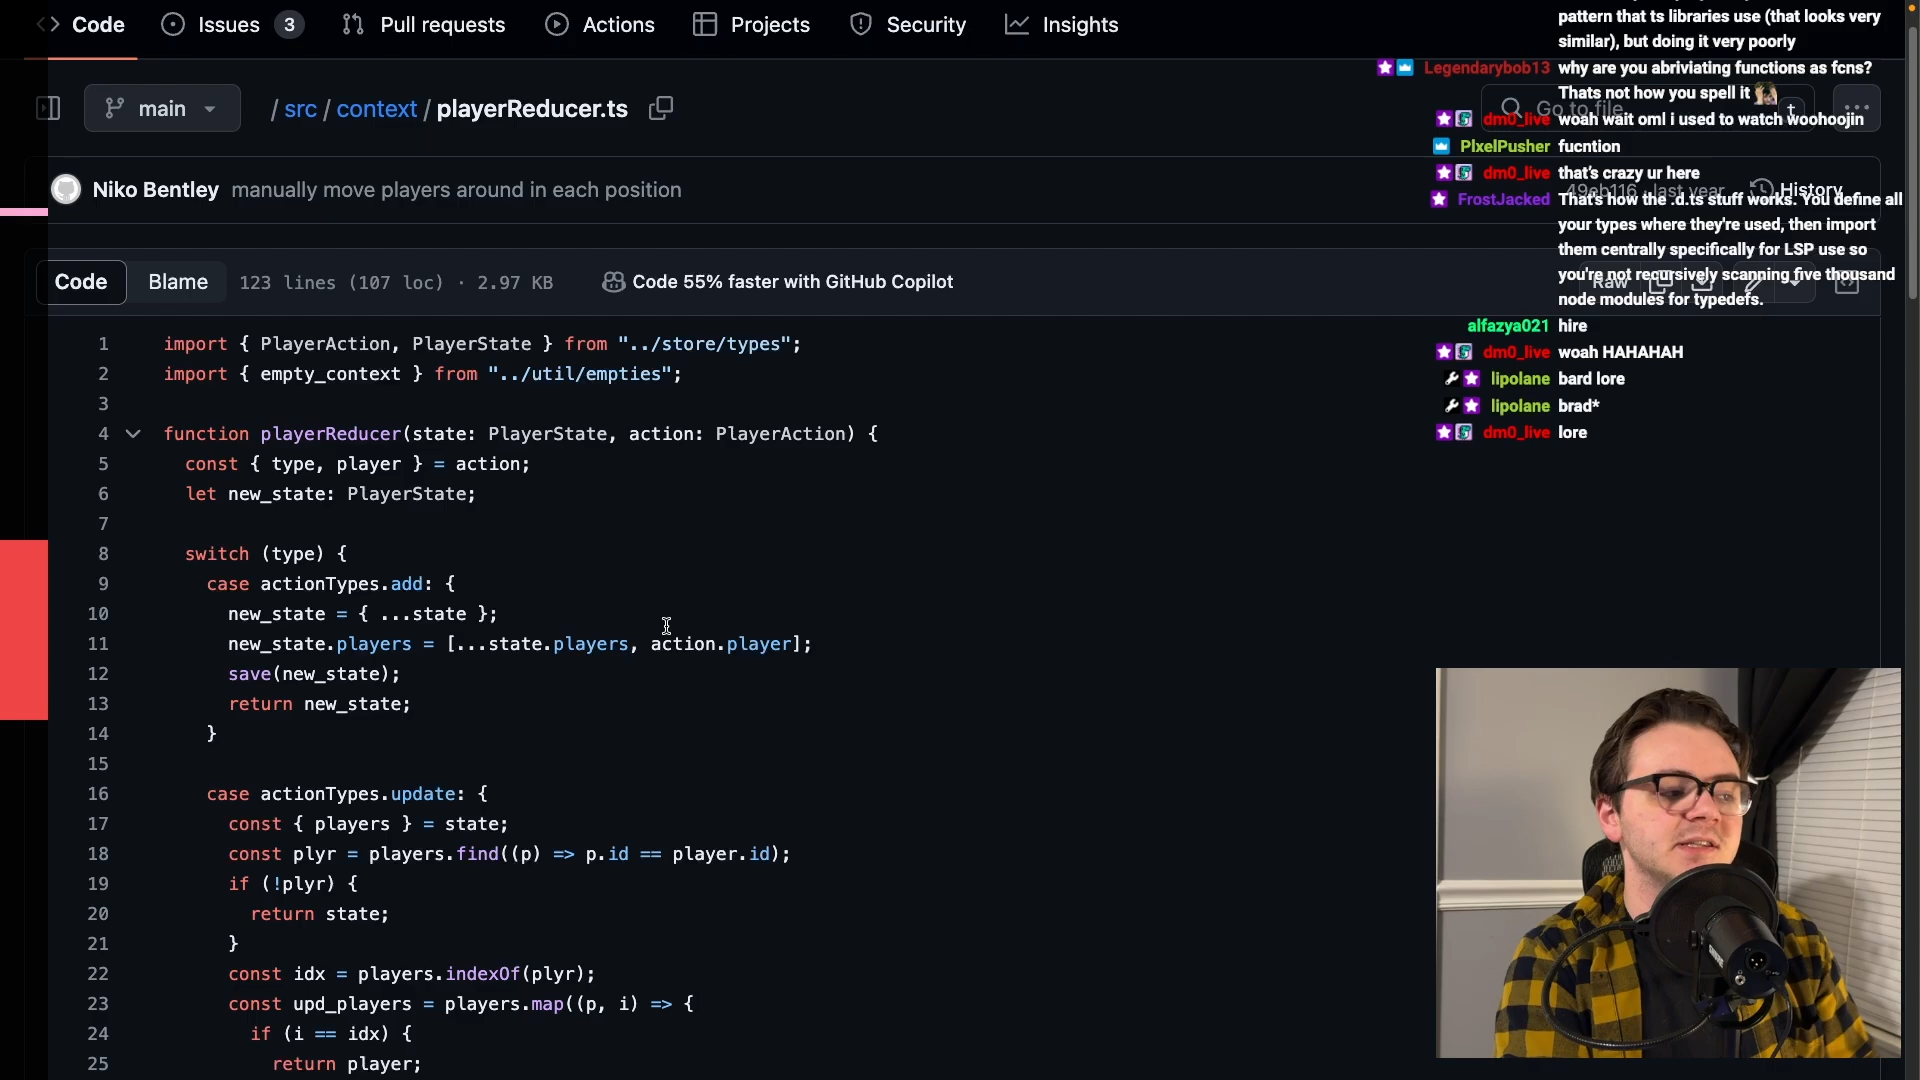 Code
Issues 3
Pull requests
Actions
Projects
Security
Insights
main
/ src / context / playerReducer.ts
Go to file
t
Niko Bentley manually move players around in each position
49eb116 · last year
History
Code
Blame
123 lines (107 loc) · 2.97 KB
Code 55% faster with GitHub Copilot
Raw
1 import { PlayerAction, PlayerState } from "../store/types";
2 import { empty_context } from "../util/empties";
3
4 function playerReducer(state: PlayerState, action: PlayerAction) {
5 const { type, player } = action;
6 let new_state: PlayerState;
7
8 switch (type) {
9 case actionTypes.add: {
10 new_state = { ...state };
11 new_state.players = [...state.players, action.player];
12 save(new_state);
13 return new_state;
14 }
15
16 case actionTypes.update: {
17 const { players } = state;
18 const plyr = players.find((p) => p.id == player.id);
19 if (!plyr) {
20 return state;
21 }
22 const idx = players.indexOf(plyr);
23 const upd_players = players.map((p, i) => {
24 if (i == idx) {
25 return player;
pattern that ts libraries use (that looks very
similar), but doing it very poorly
Legendarybob13 why are you abriviating functions as fcns?
Thats not how you spell it
dm0_live woah wait oml i used to watch woohoojin
PlxelPusher fucntion
dm0_live that's crazy ur here
FrostJacked That's how the .d.ts stuff works. You define all
your types where they're used, then import
them centrally specifically for LSP use so
you're not recursively scanning five thousand
node modules for typedefs.
alfazya021 hire
dm0_live woah HAHAHAH
lipolane bard lore
lipolane brad*
dm0_live lore